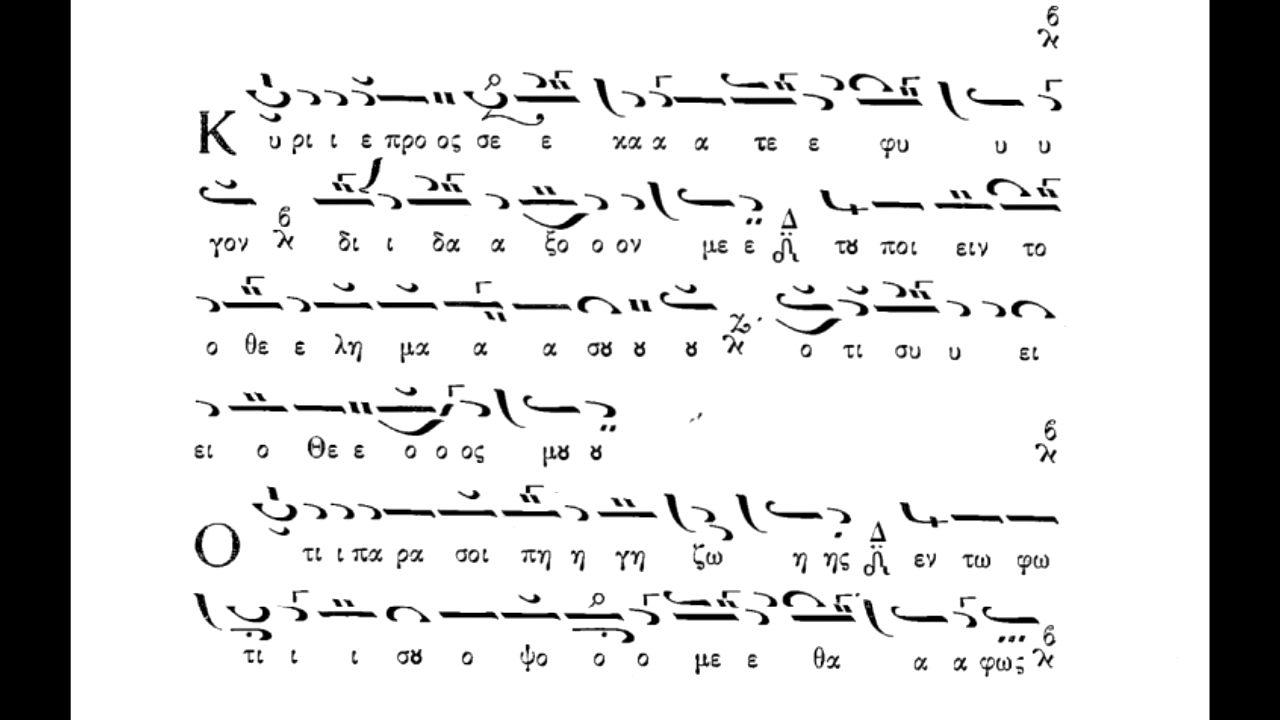 Κ υ ρι ι ε προ ος σε ε κα α α τε ε φυ υ υ
γον δι ι δα α ξο ο ον με ε Δ τȣ ποι ειν το
ο θε ε λη μα α α σȣ ȣ ȣ ο τι συ υ ει
ει ο Θε ε ο ο ος μȣ ȣ
Ο τι ι πα ρα σοι πη η γη ζω η ης Δ εν τω φω
τι ι ι σȣ ο ψο ο ο με ε θα α α φως